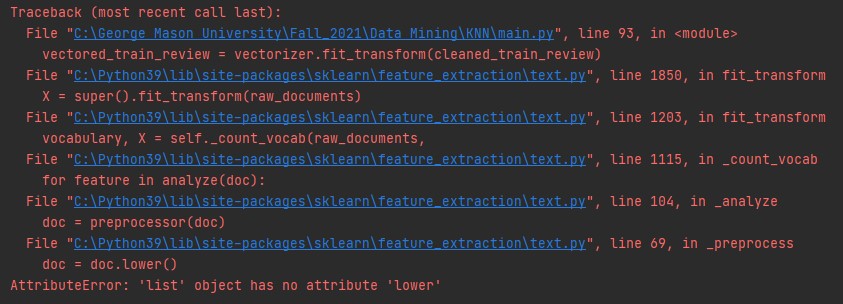 Traceback (most recent call last):
  File "C:\George Mason University\Fall_2021\Data Mining\KNN\main.py", line 93, in <module>
    vectored_train_review = vectorizer.fit_transform(cleaned_train_review)
  File "C:\Python39\lib\site-packages\sklearn\feature_extraction\text.py", line 1850, in fit_transform
    X = super().fit_transform(raw_documents)
  File "C:\Python39\lib\site-packages\sklearn\feature_extraction\text.py", line 1203, in fit_transform
    vocabulary, X = self._count_vocab(raw_documents,
  File "C:\Python39\lib\site-packages\sklearn\feature_extraction\text.py", line 1115, in _count_vocab
    for feature in analyze(doc):
  File "C:\Python39\lib\site-packages\sklearn\feature_extraction\text.py", line 104, in _analyze
    doc = preprocessor(doc)
  File "C:\Python39\lib\site-packages\sklearn\feature_extraction\text.py", line 69, in _preprocess
    doc = doc.lower()
AttributeError: 'list' object has no attribute 'lower'